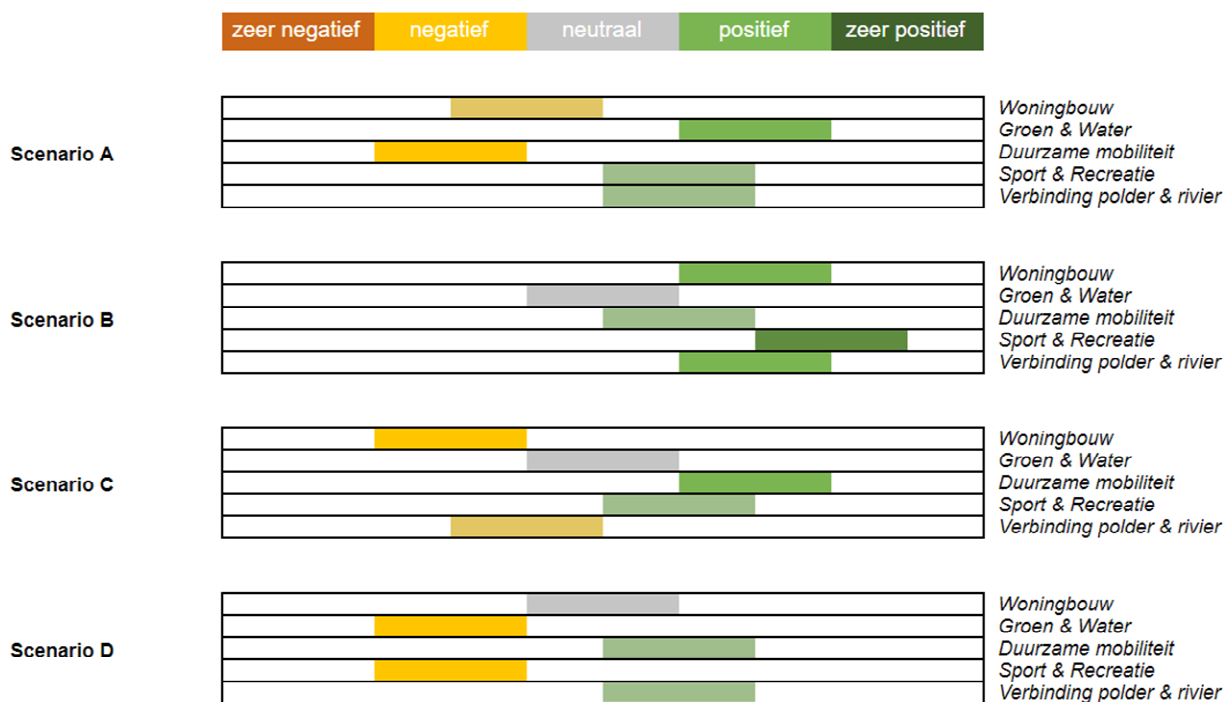 zeer negatief negatief neutraal positief zeer positief
Woningbouw
Groen & Water
Scenario A Duurzame mobiliteit
Sport & Recreatie
Verbinding polder & rivier
Woningbouw
Groen & Water
Scenario B Duurzame mobiliteit
Sport & Recreatie
Verbinding polder & rivier
Woningbouw
Groen & Water
Scenario C Duurzame mobiliteit
Sport & Recreatie
Verbinding polder & rivier
Woningbouw
Groen & Water
Scenario D Duurzame mobiliteit
Sport & Recreatie
Verbinding polder & rivier